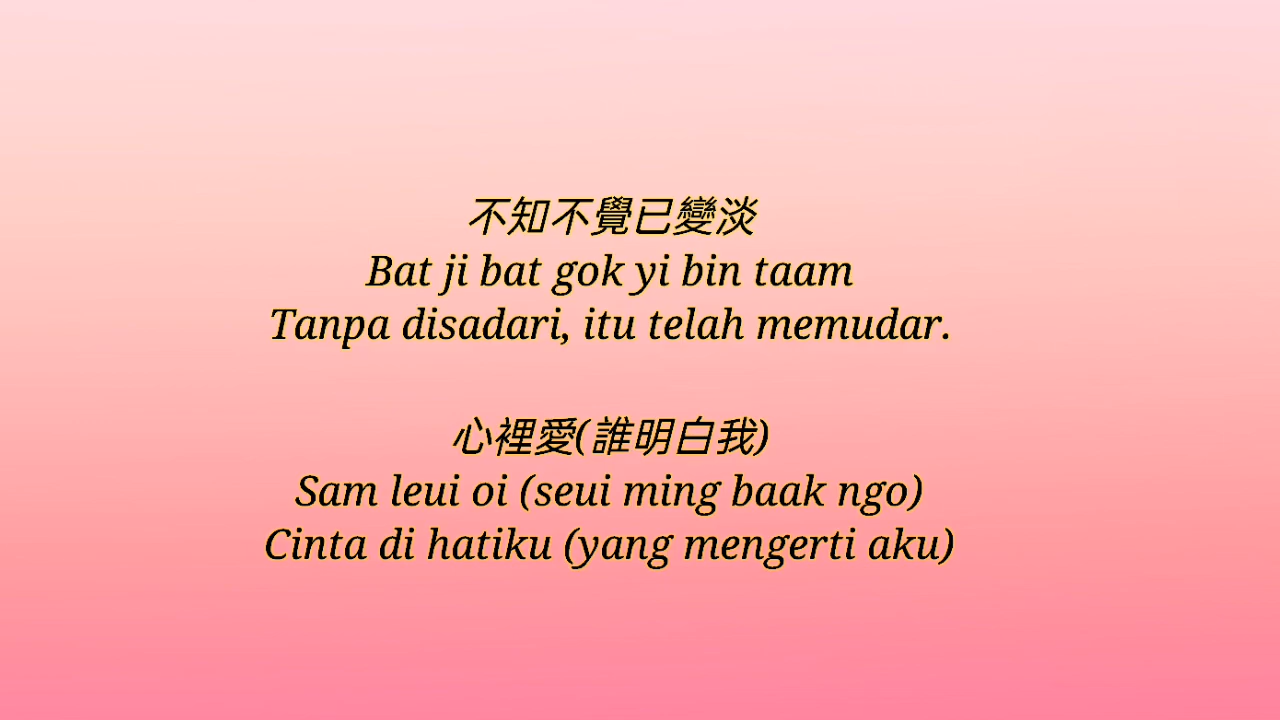 不知不覺已變淡
Bat ji bat gok yi bin taam
Tanpa disadari, itu telah memudar.
心裡愛(誰明白我)
Sam leui oi (seui ming baak ngo)
Cinta di hatiku (yang mengerti aku)